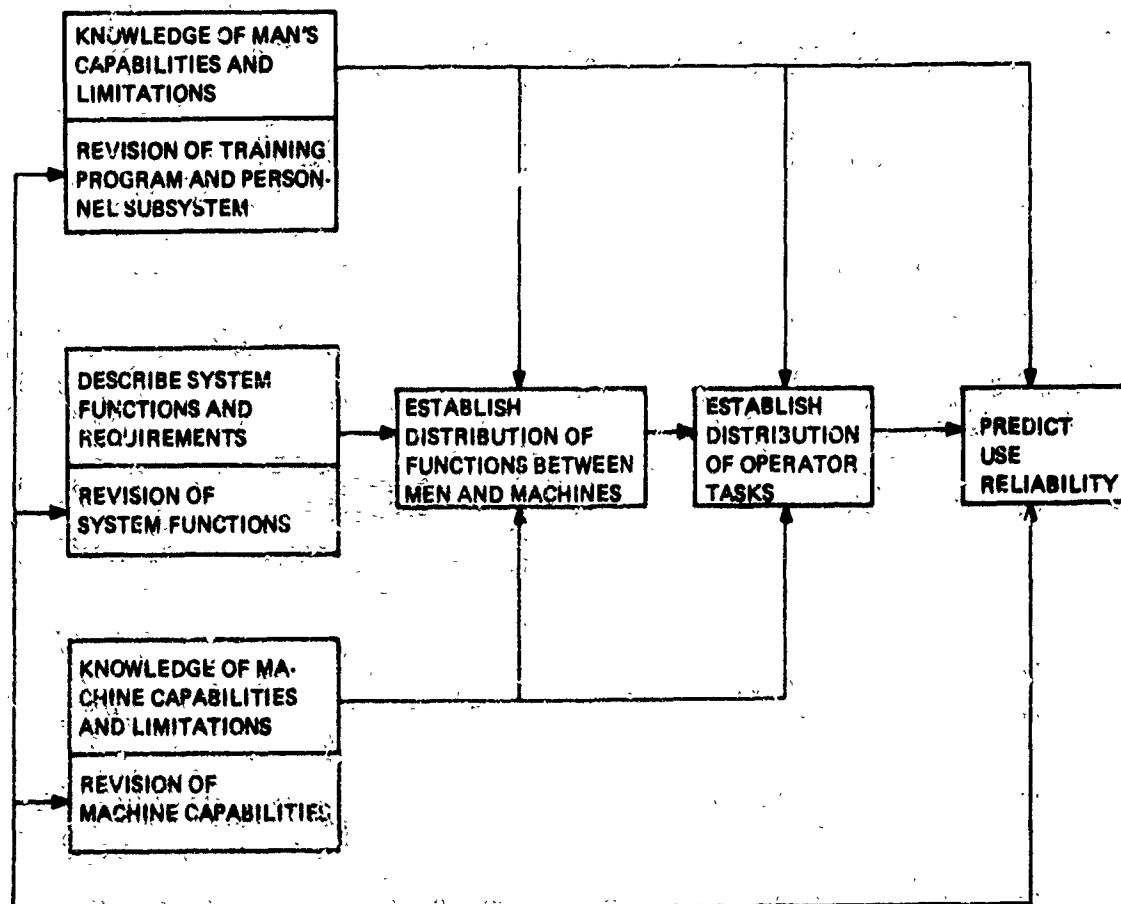 KNOWLEDGE OF MAN'S
CAPABILITIES AND
LIMITATIONS
REVISION OF TRAINING
PROGRAM AND PERSON-
NEL SUBSYSTEM
DESCRIBE SYSTEM
FUNCTIONS AND
REQUIREMENTS
REVISION OF
SYSTEM FUNCTIONS
ESTABLISH
DISTRIBUTION OF
FUNCTIONS BETWEEN
MEN AND MACHINES
ESTABLISH
DISTRIBUTION
OF OPERATOR
TASKS
PREDICT
USE
RELIABILITY
KNOWLEDGE OF MA-
CHINE CAPABILITIES
AND LIMITATIONS
REVISION OF
MACHINE CAPABILITIES